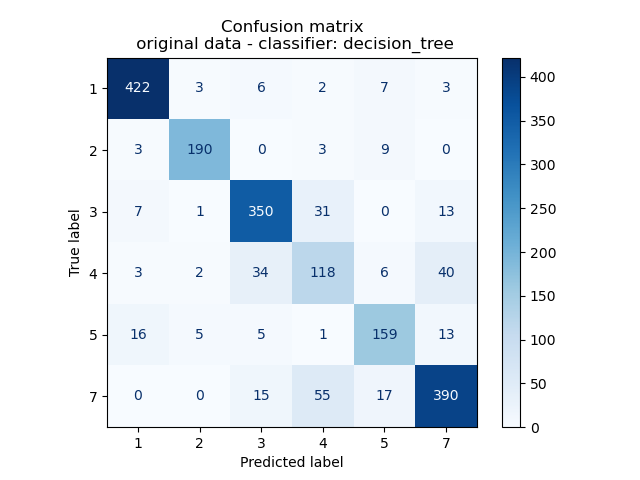 Confusion matrix
original data - classifier: decision_tree
1 422 3 6 2 7 3
2 3 190 0 3 9 0
3 7 1 350 31 0 13
4 3 2 34 118 6 40
5 16 5 5 1 159 13
7 0 0 15 55 17 390
1 2 3 4 5 7
Predicted label
True label
400
350
300
250
200
150
100
50
0